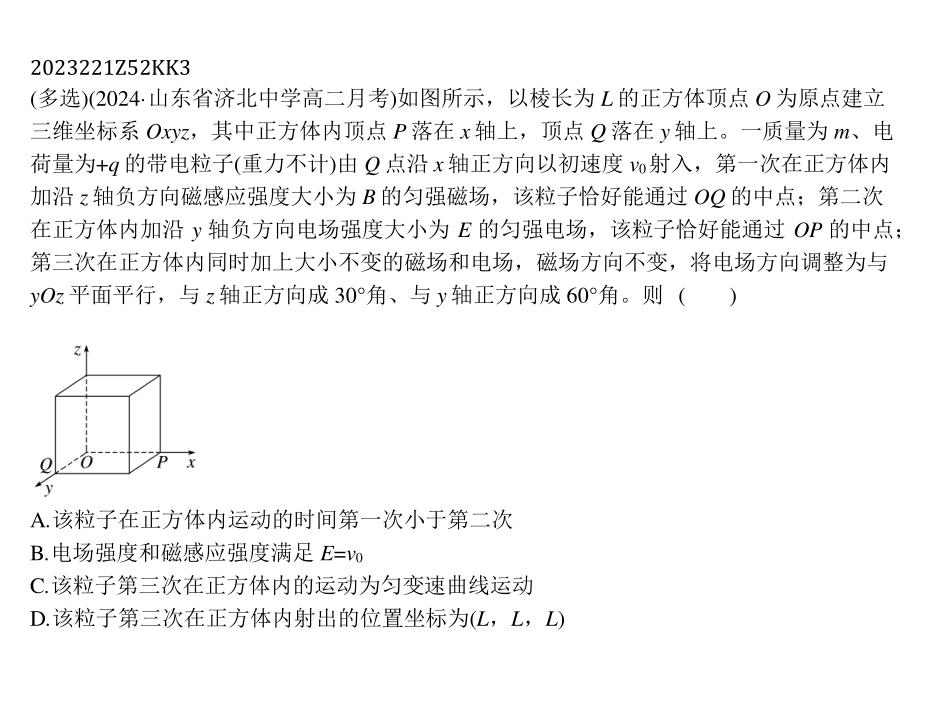 2023221Z52KK3
(多选)(2024·山东省济北中学高二月考)如图所示，以棱长为 L 的正方体顶点 O 为原点建立
三维坐标系 Oxyz，其中正方体内顶点 P 落在 x 轴上，顶点 Q 落在 y 轴上。一质量为 m、电
荷量为+q 的带电粒子(重力不计)由 Q 点沿 x 轴正方向以初速度 v₀射入，第一次在正方体内
加沿 z 轴负方向磁感应强度大小为 B 的匀强磁场，该粒子恰好能通过 OQ 的中点；第二次
在正方体内加沿 y 轴负方向电场强度大小为 E 的匀强电场，该粒子恰好能通过 OP 的中点；
第三次在正方体内同时加上大小不变的磁场和电场，磁场方向不变，将电场方向调整为与
yOz 平面平行，与 z 轴正方向成 30°角、与 y 轴正方向成 60°角。则 ( )
z
Q O P x
y
A.该粒子在正方体内运动的时间第一次小于第二次
B.电场强度和磁感应强度满足 E=v₀
C.该粒子第三次在正方体内的运动为匀变速曲线运动
D.该粒子第三次在正方体内射出的位置坐标为(L，L，L)